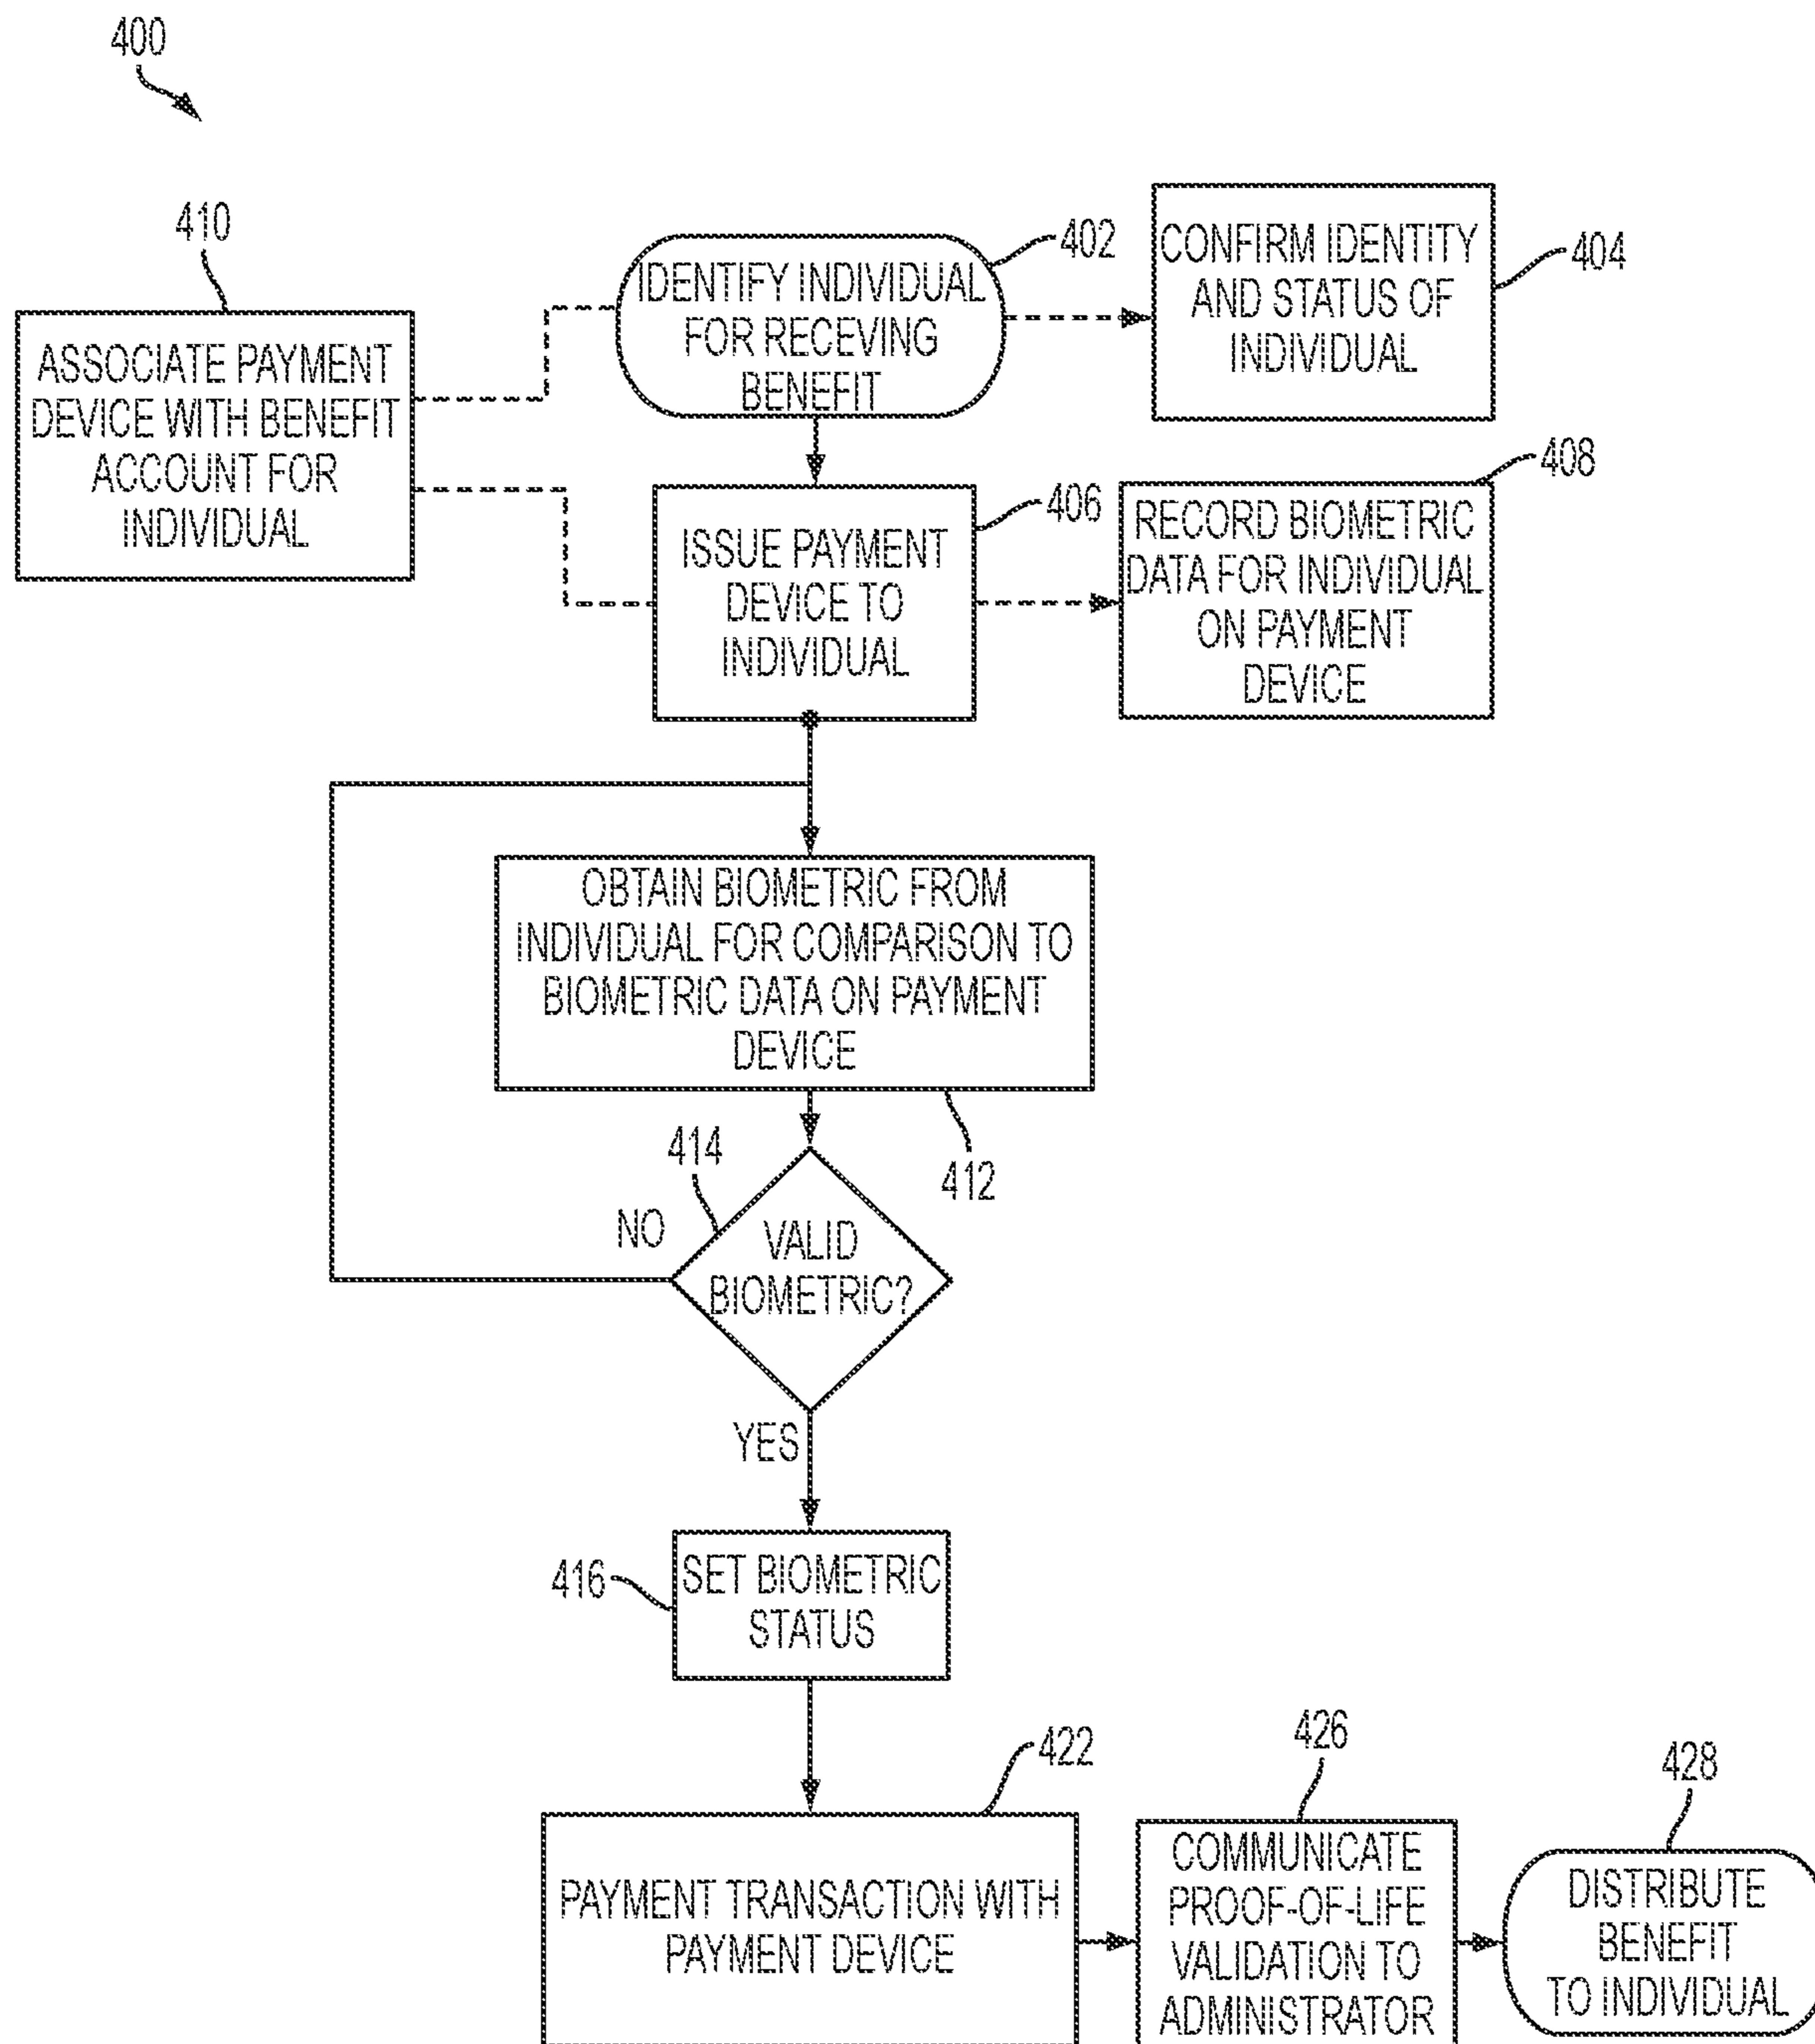 400
410
402
IDENTIFY INDIVIDUAL
FOR RECEVING
BENEFIT
CONFIRM IDENTITY
AND STATUS OF
INDIVIDUAL
404
ASSOCIATE PAYMENT
DEVICE WITH BENEFIT
ACCOUNT FOR
INDIVIDUAL
406
ISSUE PAYMENT
DEVICE TO
INDIVIDUAL
408
RECORD BIOMETRIC
DATA FOR INDIVIDUAL
ON PAYMENT
DEVICE
OBTAIN BIOMETRIC FROM
INDIVIDUAL FOR COMPARISON TO
BIOMETRIC DATA ON PAYMENT
DEVICE
412
414
NO
VALID
BIOMETRIC?
YES
416
SET BIOMETRIC
STATUS
422
PAYMENT TRANSACTION WITH
PAYMENT DEVICE
426
COMMUNICATE
PROOF-OF-LIFE
VALIDATION TO
ADMINISTRATOR
428
DISTRIBUTE
BENEFIT
TO INDIVIDUAL